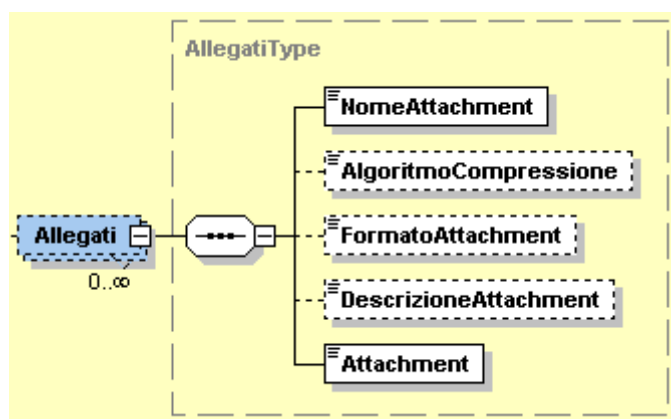 AllegatiType
NomeAttachment
AlgoritmoCompressione
FormatoAttachment
Allegati
0..∞
DescrizioneAttachment
Attachment